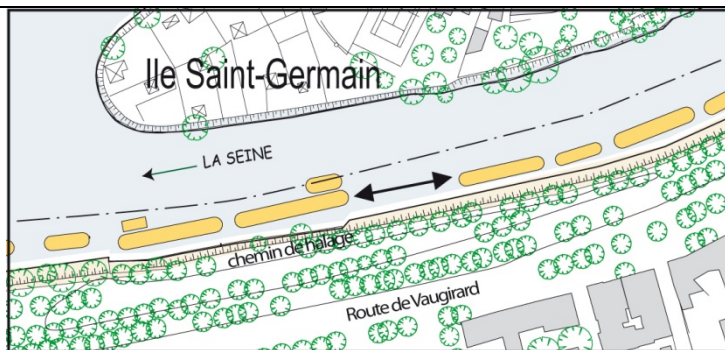 Ile Saint-Germain
LA SEINE
chemin de halage
Route de Vaugirard